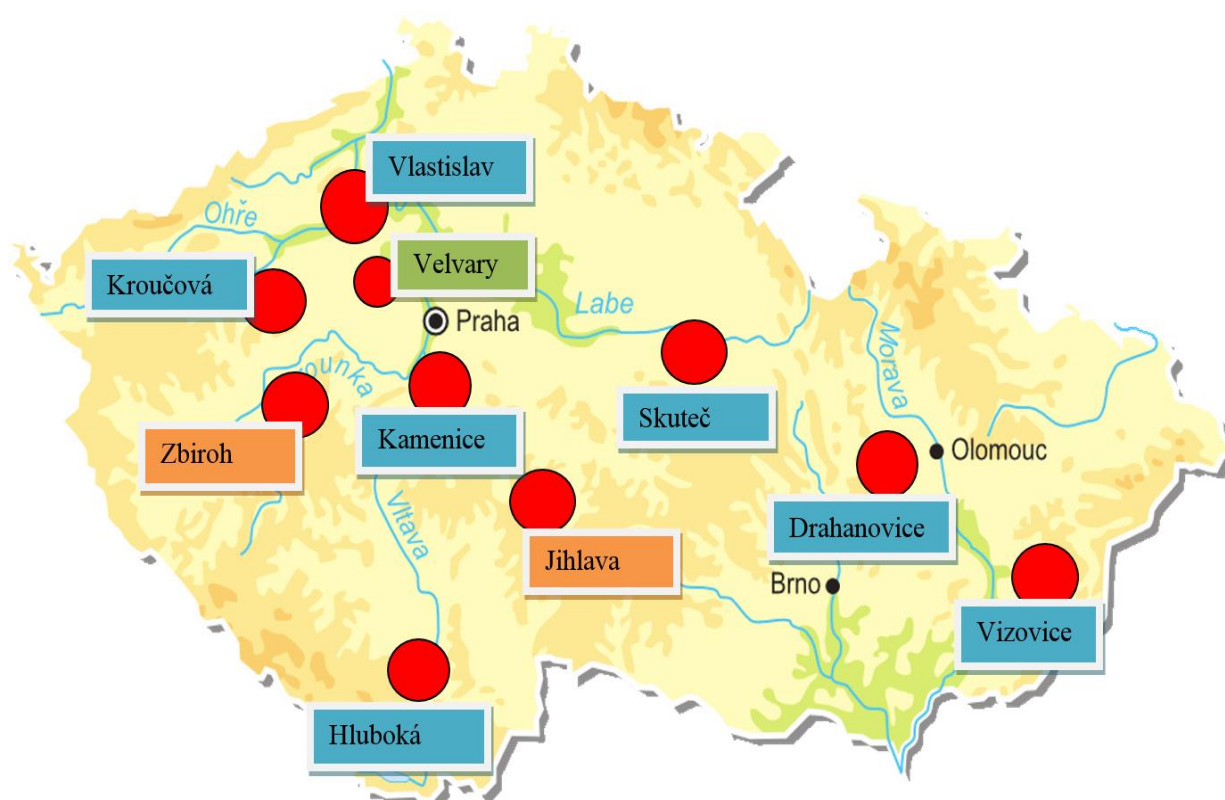 Vlastislav
Ohře
Velvary
Kroučová
Labe
Praha
Morava
Skuteč
Kamenice
Zbiroh
Olomouc
Vltava
Drahanovice
Jihlava
Brno
Vizovice
Hluboká